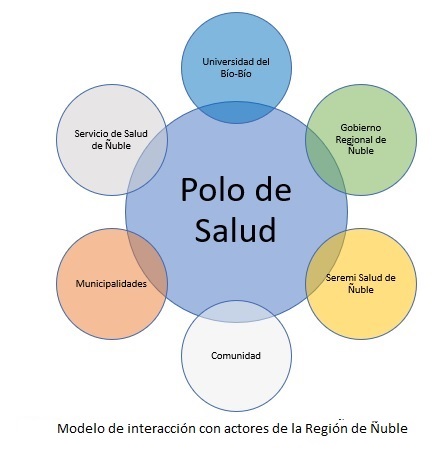 Universidad del
Bío-Bío
Servicio de Salud
de Ñuble
Gobierno
Regional de
Ñuble
Polo de
Salud
Municipalidades
Seremi Salud de
Ñuble
Comunidad
Modelo de interacción con actores de la Región de Ñuble